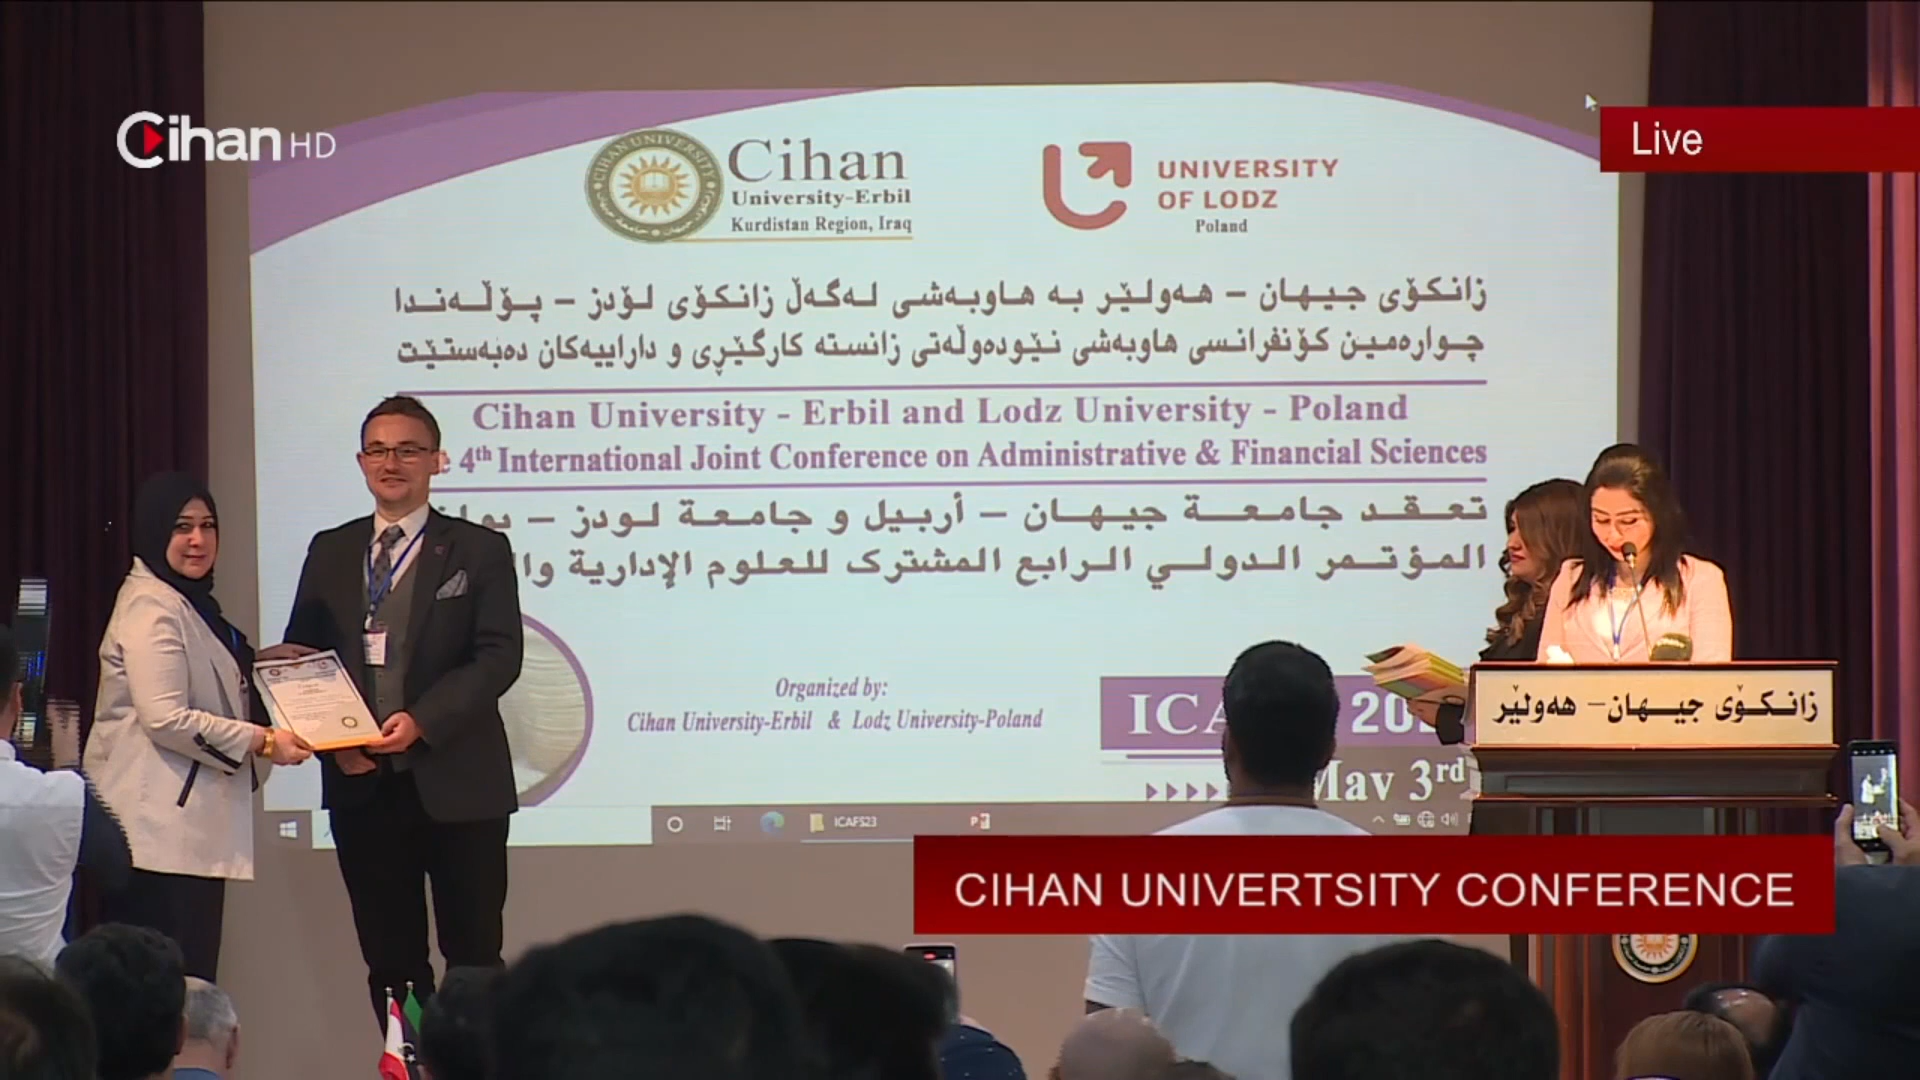 Cihan HD
Live
Cihan
University-Erbil
Kurdistan Region, Iraq
UNIVERSITY
OF LODZ
Poland
زانکۆی جیهان – هەولێر بە هاوبەشی لەگەڵ زانکۆی لۆدز – پۆڵەندا
چوارەمین کۆنفرانسی هاوبەشی نێودەوڵەتی زانستە کارگێڕی و داراییەکان دەبەستێت
Cihan University - Erbil and Lodz University - Poland
4th International Joint Conference on Administrative & Financial Sciences
تعقد جامعة جيهان – أربيل و جامعة لودز –
المؤتمر الدولي الرابع المشترك للعلوم الإدارية
Organized by:
Cihan University-Erbil & Lodz University-Poland
May 3rd
ICAFS23
زانکۆی جیهان – هەولێر
CIHAN UNIVERTSITY CONFERENCE